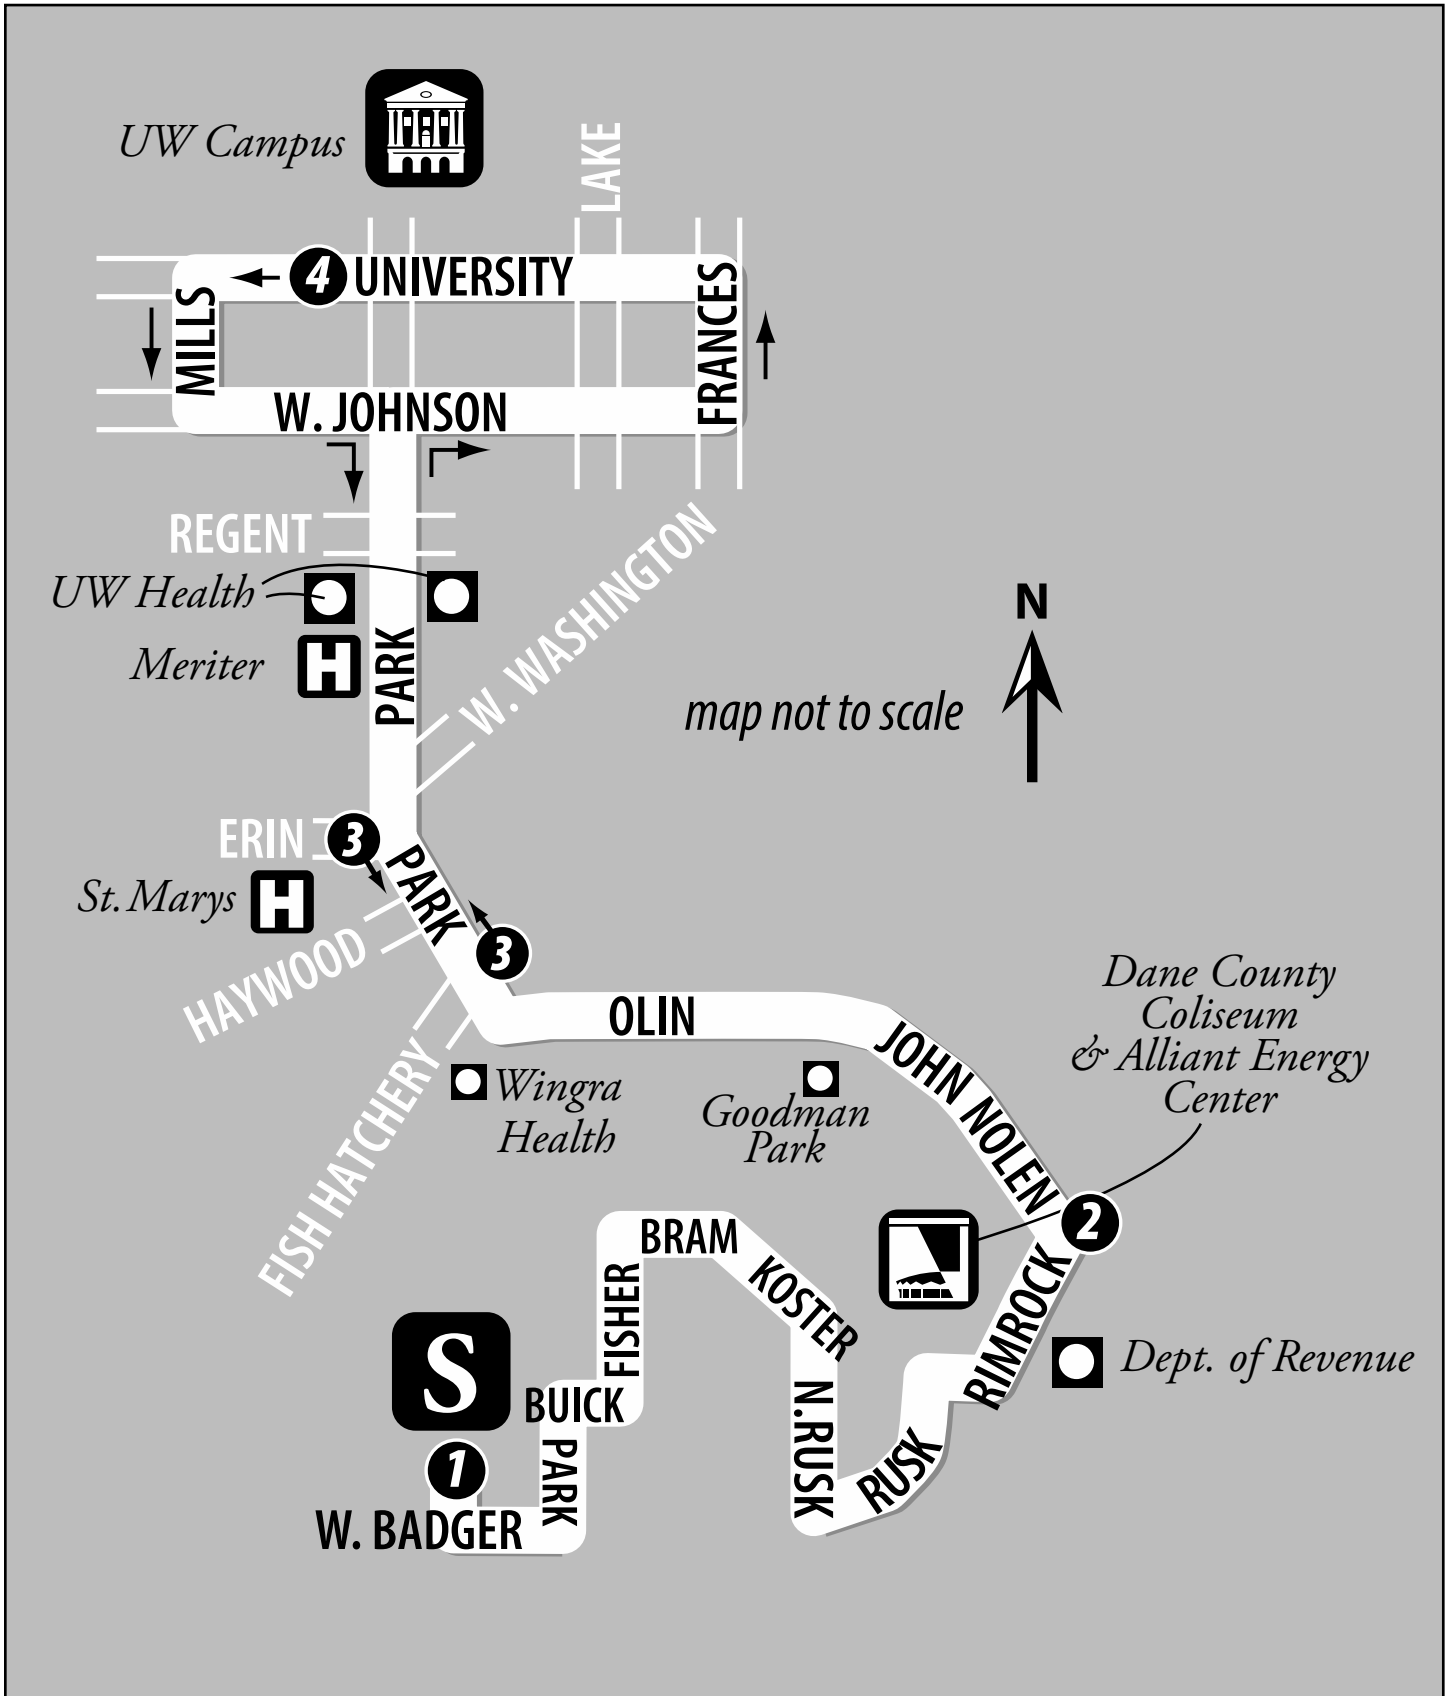 UW Campus
LAKE
4
UNIVERSITY
MILLS
FRANCES
W. JOHNSON
REGENT
W. WASHINGTON
UW Health
Meriter
H
PARK
N
map not to scale
ERIN
3
PARK
St. Marys
H
HAYWOOD
3
OLIN
JOHN NOLEN
Dane County
Coliseum
& Alliant Energy
Center
FISH HATCHERY
Wingra
Health
Goodman
Park
2
BRAM
KOSTER
FISHER
RIMROCK
S
Dept. of Revenue
BUICK
N. RUSK
RUSK
PARK
1
W. BADGER